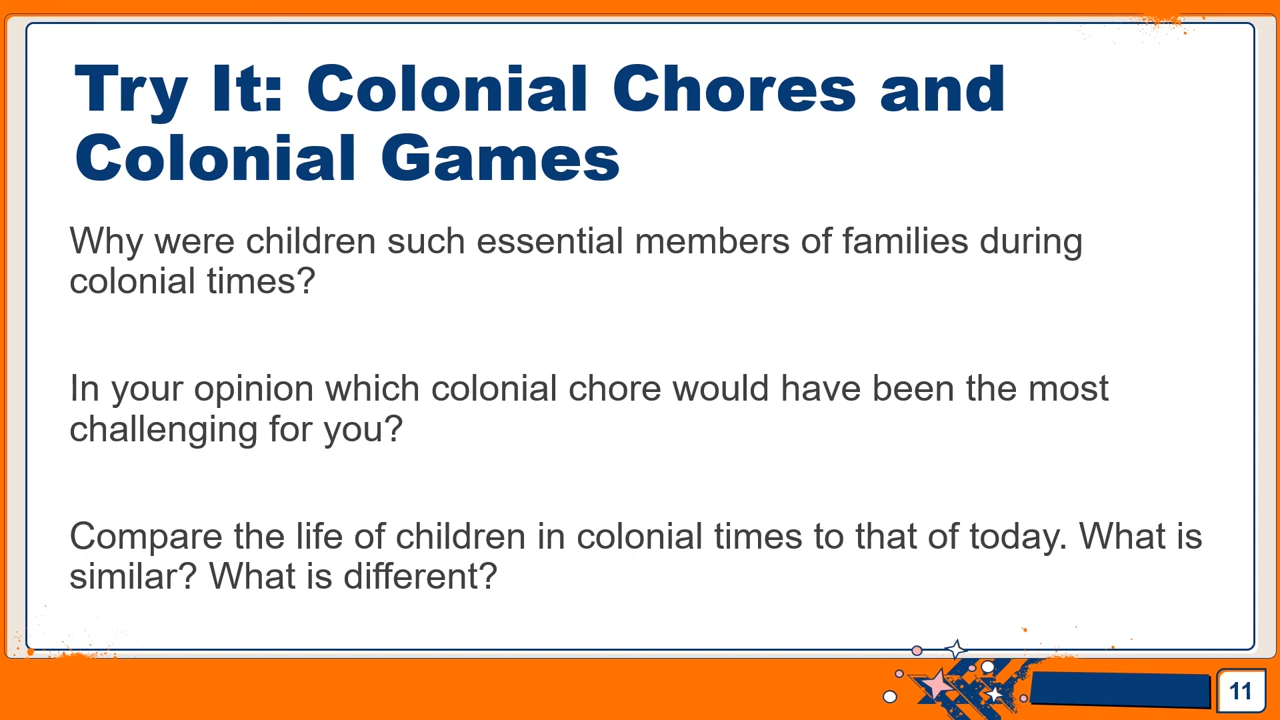 Try It: Colonial Chores and
Colonial Games
Why were children such essential members of families during
colonial times?
In your opinion which colonial chore would have been the most
challenging for you?
Compare the life of children in colonial times to that of today. What is
similar? What is different?
11